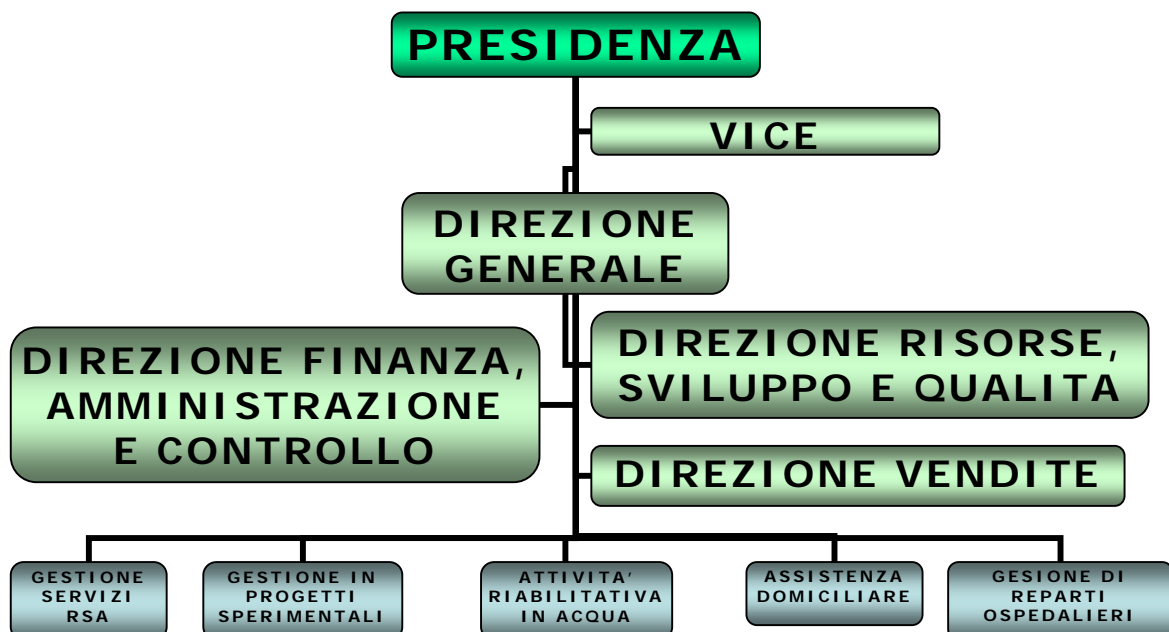 PRESIDENZA
VICE
DIREZIONE
GENERALE
DIREZIONE FINANZA,
AMMINISTRAZIONE
E CONTROLLO
DIREZIONE RISORSE,
SVILUPPO E QUALITA
DIREZIONE VENDITE
GESTIONE
SERVIZI
RSA
GESTIONE IN
PROGETTI
SPERIMENTALI
ATTIVITA'
RIABILITATIVA
IN ACQUA
ASSISTENZA
DOMICILIARE
GESIONE DI
REPARTI
OSPEDALIERI